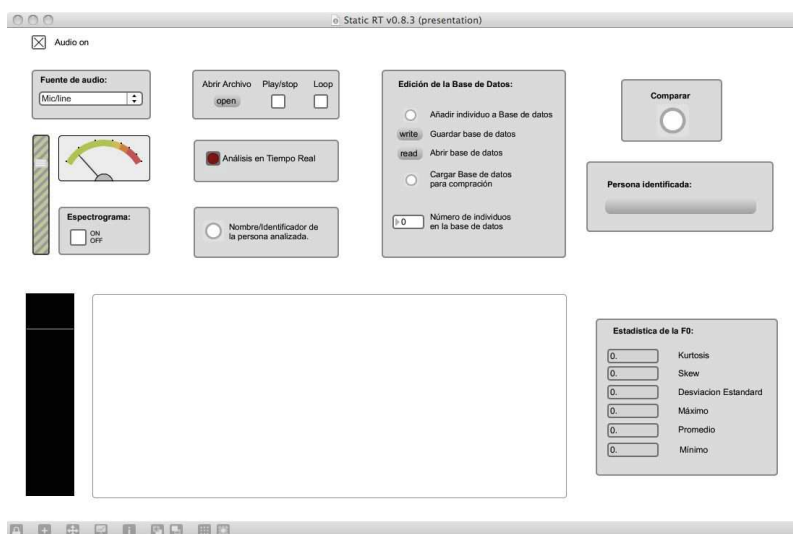 Static RT v0.8.3 (presentation)
Audio on
Fuente de audio:
Mic/line
Abrir Archivo Play/stop Loop
open
Análisis en Tiempo Real
Espectrograma:
ON
OFF
Nombre/Identificador de
la persona analizada.
Edición de la Base de Datos:
Añadir individuo a Base de datos
write Guardar base de datos
read Abrir base de datos
Cargar Base de datos
para compración
0 Número de individuos
en la base de datos
Comparar
Persona identificada:
Estadística de la F0:
0. Kurtosis
0. Skew
0. Desviacion Estandard
0. Máximo
0. Promedio
0. Mínimo